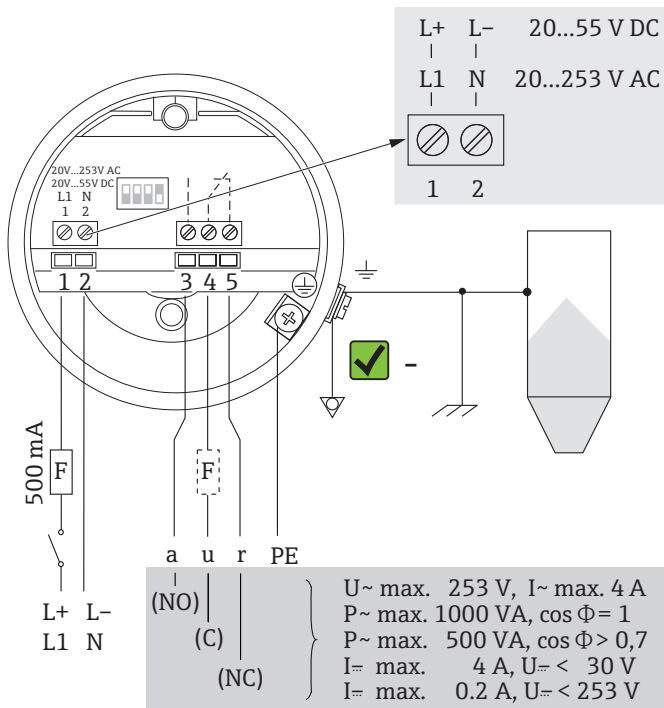 L+ L− 20...55 V DC
L1 N 20...253 V AC
1 2
20V...253V AC
20V...55V DC
L1 N
1 2
1 2 3 4 5
-
500 mA
F
F
a u r PE
L+ L−
L1 N
(NO)
(C)
(NC)
U~ max. 253 V, I~ max. 4 A
P~ max. 1000 VA, cos Φ = 1
P~ max. 500 VA, cos Φ > 0,7
I⎓ max. 4 A, U⎓ < 30 V
I⎓ max. 0.2 A, U⎓ < 253 V